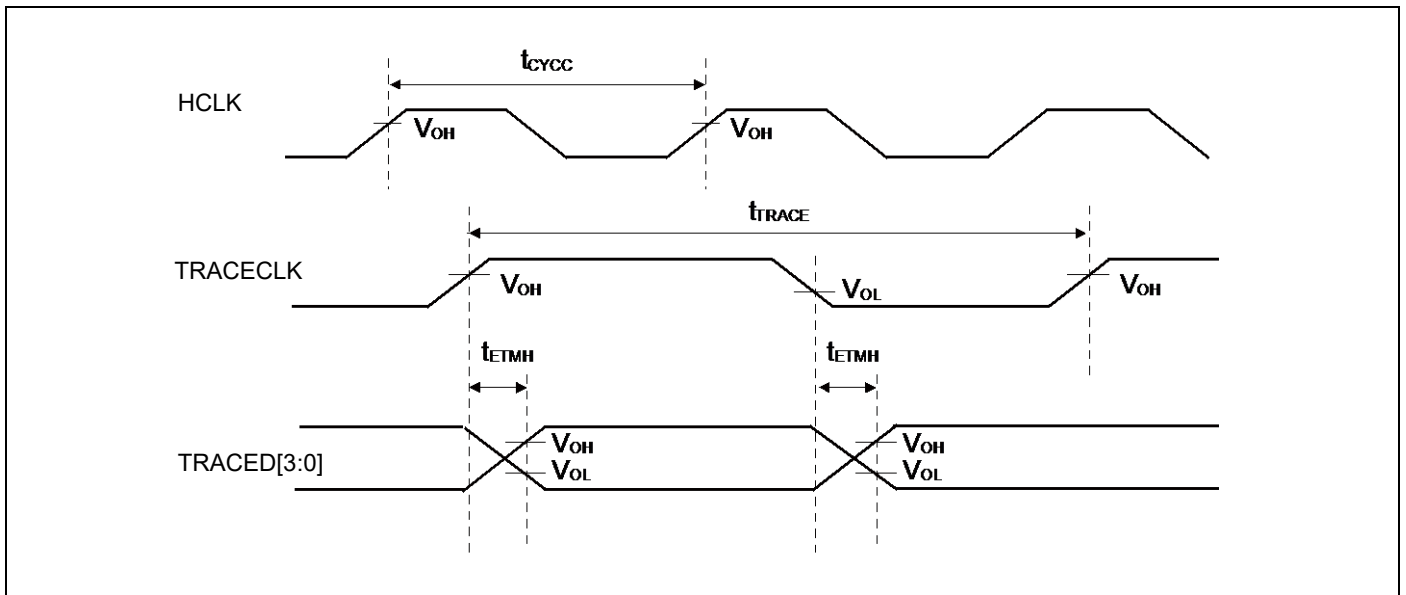 tCYCC
HCLK
VOH VOH
tTRACE
TRACECLK
VOH VOL VOH
tETMH tETMH
TRACED[3:0]
VOH VOH
VOL VOL